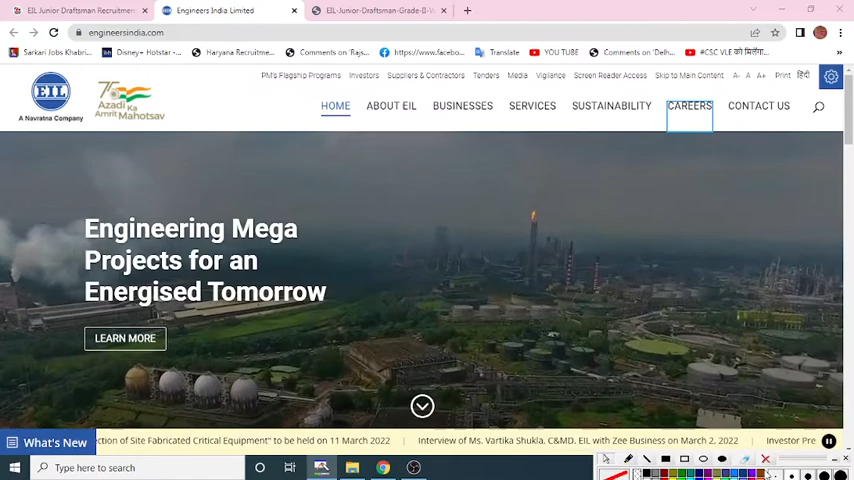 EIL Junior Draftsman Recruitmen
Engineers India Limited
EIL-Junior-Draftsman-Grade-II-V
engineersindia.com
Sarkari Jobs Khabri...
Disney+ Hotstar -...
Haryana Recruitme...
Comments on 'Rajs...
https://www.facebo...
Translate
YOU TUBE
Comments on 'Delh...
#CSC VLE को मिलेंगी...
EIL
A Navratna Company
75
Azadi Ka
Amrit Mahotsav
PM's Flagship Programs
Investors
Suppliers & Contractors
Tenders
Media
Vigilance
Screen Reader Access
Skip to Main Content
A-
A
A+
Print
हिंदी
HOME
ABOUT EIL
BUSINESSES
SERVICES
SUSTAINABILITY
CAREERS
CONTACT US
Engineering Mega
Projects for an
Energised Tomorrow
LEARN MORE
What's New
ction of Site Fabricated Critical Equipment" to be held on 11 March 2022 | Interview of Ms. Vartika Shukla, C&MD, EIL with Zee Business on March 2, 2022 | Investor Pre
Type here to search